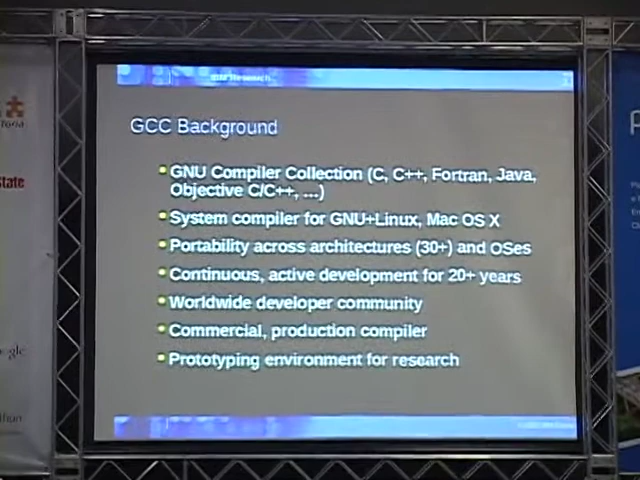 GCC Background
GNU Compiler Collection (C, C++, Fortran, Java,
Objective C/C++, ...)
System compiler for GNU+Linux, Mac OS X
Portability across architectures (30+) and OSes
Continuous, active development for 20+ years
Worldwide developer community
Commercial, production compiler
Prototyping environment for research
State